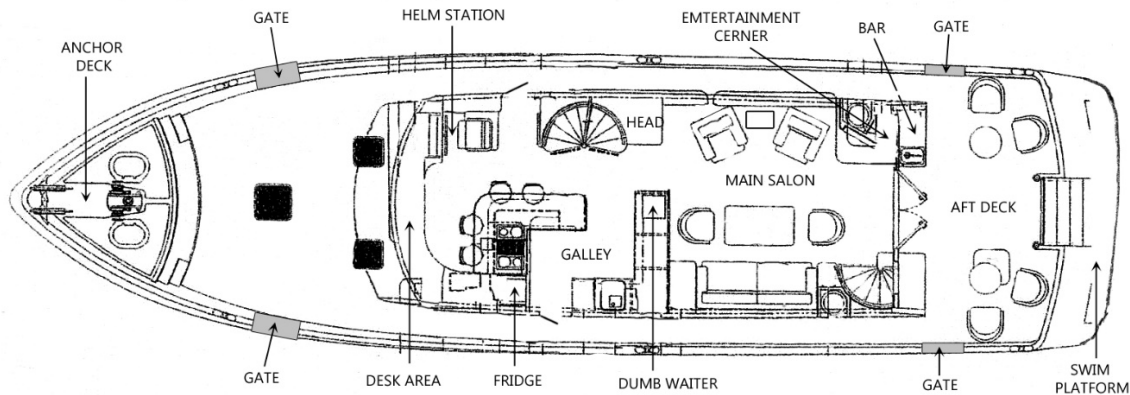 GATE
HELM STATION
EMTERTAINMENT
CERNER
BAR
GATE
ANCHOR
DECK
HEAD
MAIN SALON
AFT DECK
GALLEY
GATE
DESK AREA
FRIDGE
DUMB WAITER
GATE
SWIM
PLATFORM